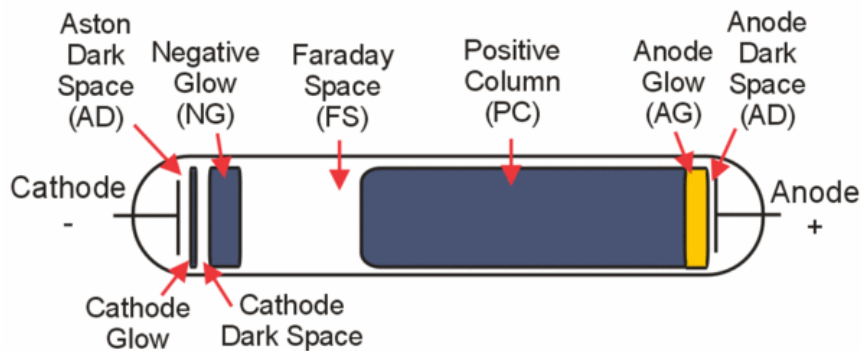 Aston
Dark
Space
(AD)
Negative
Glow
(NG)
Faraday
Space
(FS)
Positive
Column
(PC)
Anode
Glow
(AG)
Anode
Dark
Space
(AD)
Cathode
-
Anode
+
Cathode
Glow
Cathode
Dark Space